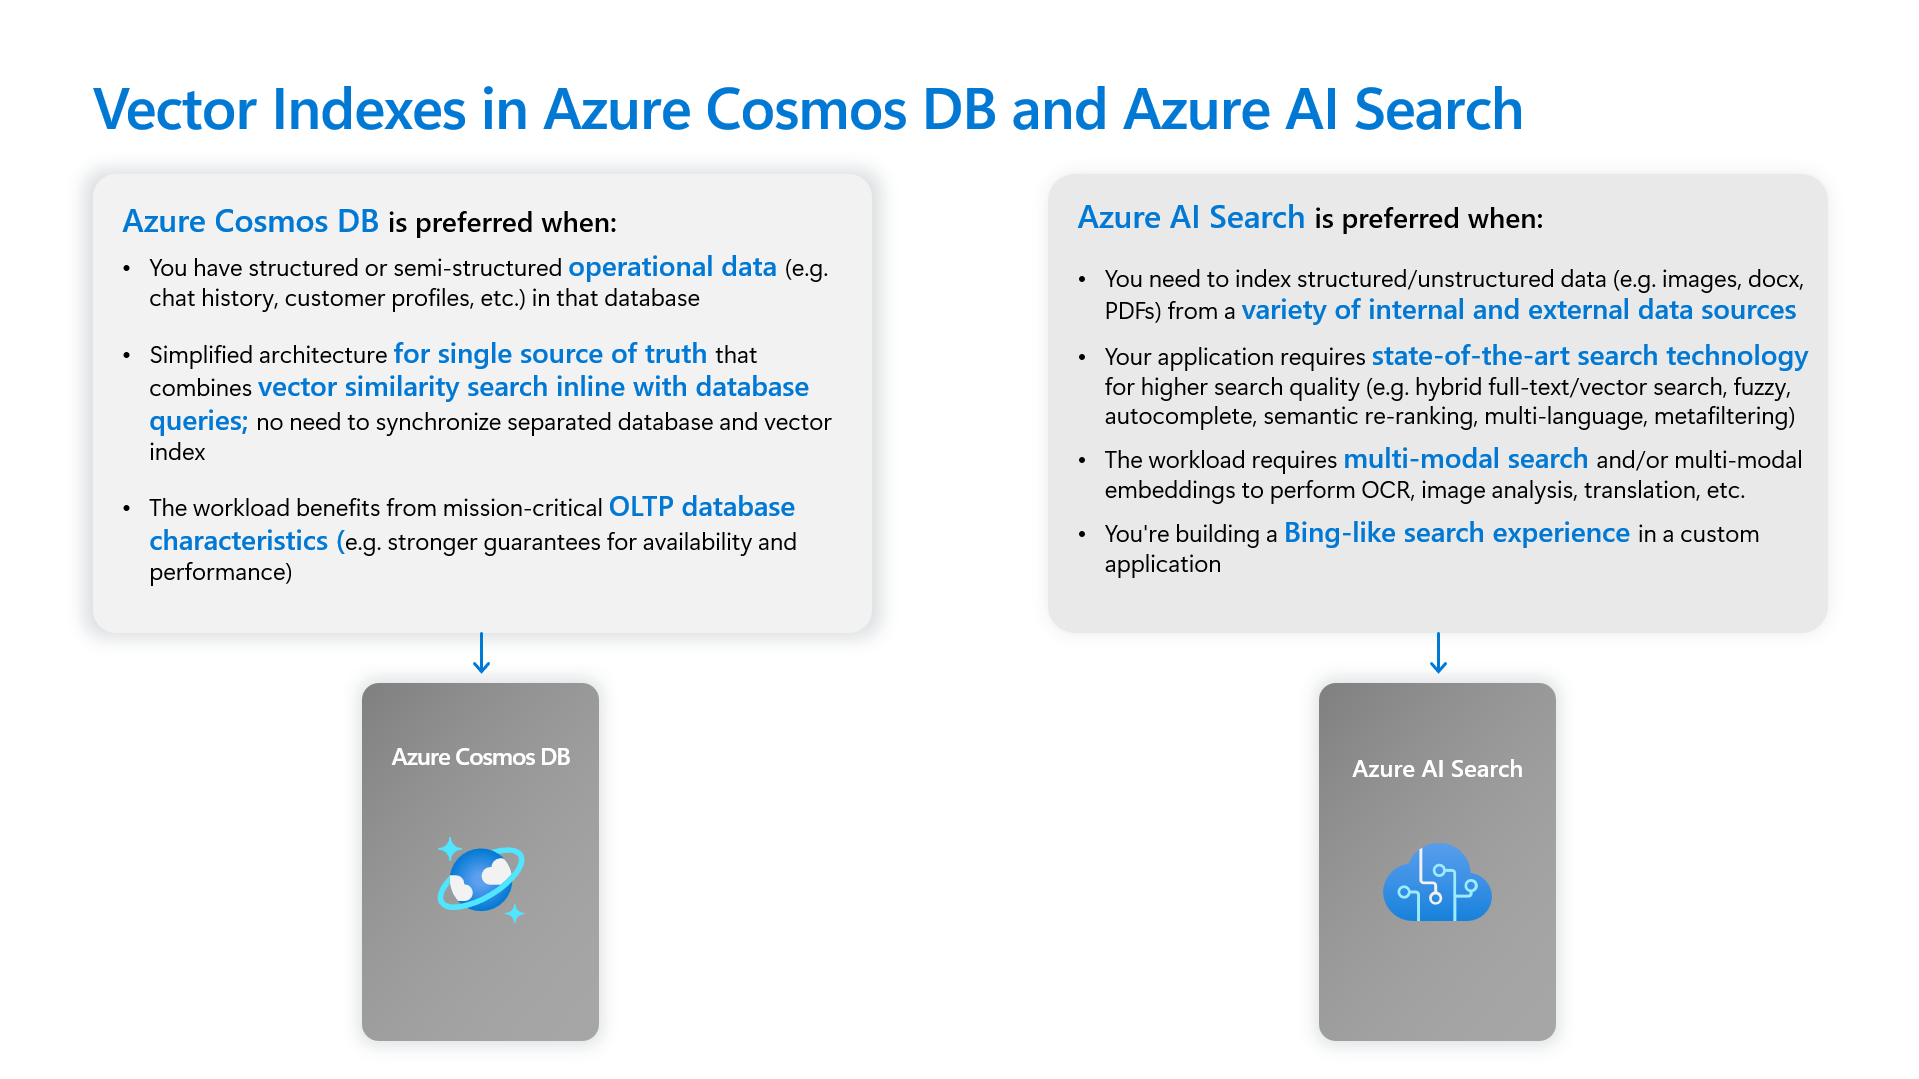 Vector Indexes in Azure Cosmos DB and Azure AI Search
Azure Cosmos DB is preferred when:
• You have structured or semi-structured operational data (e.g.
chat history, customer profiles, etc.) in that database
• Simplified architecture for single source of truth that
combines vector similarity search inline with database
queries; no need to synchronize separated database and vector
index
• The workload benefits from mission-critical OLTP database
characteristics (e.g. stronger guarantees for availability and
performance)
Azure Cosmos DB
Azure AI Search is preferred when:
• You need to index structured/unstructured data (e.g. images, docx,
PDFs) from a variety of internal and external data sources
• Your application requires state-of-the-art search technology
for higher search quality (e.g. hybrid full-text/vector search, fuzzy,
autocomplete, semantic re-ranking, multi-language, metafiltering)
• The workload requires multi-modal search and/or multi-modal
embeddings to perform OCR, image analysis, translation, etc.
• You're building a Bing-like search experience in a custom
application
Azure AI Search